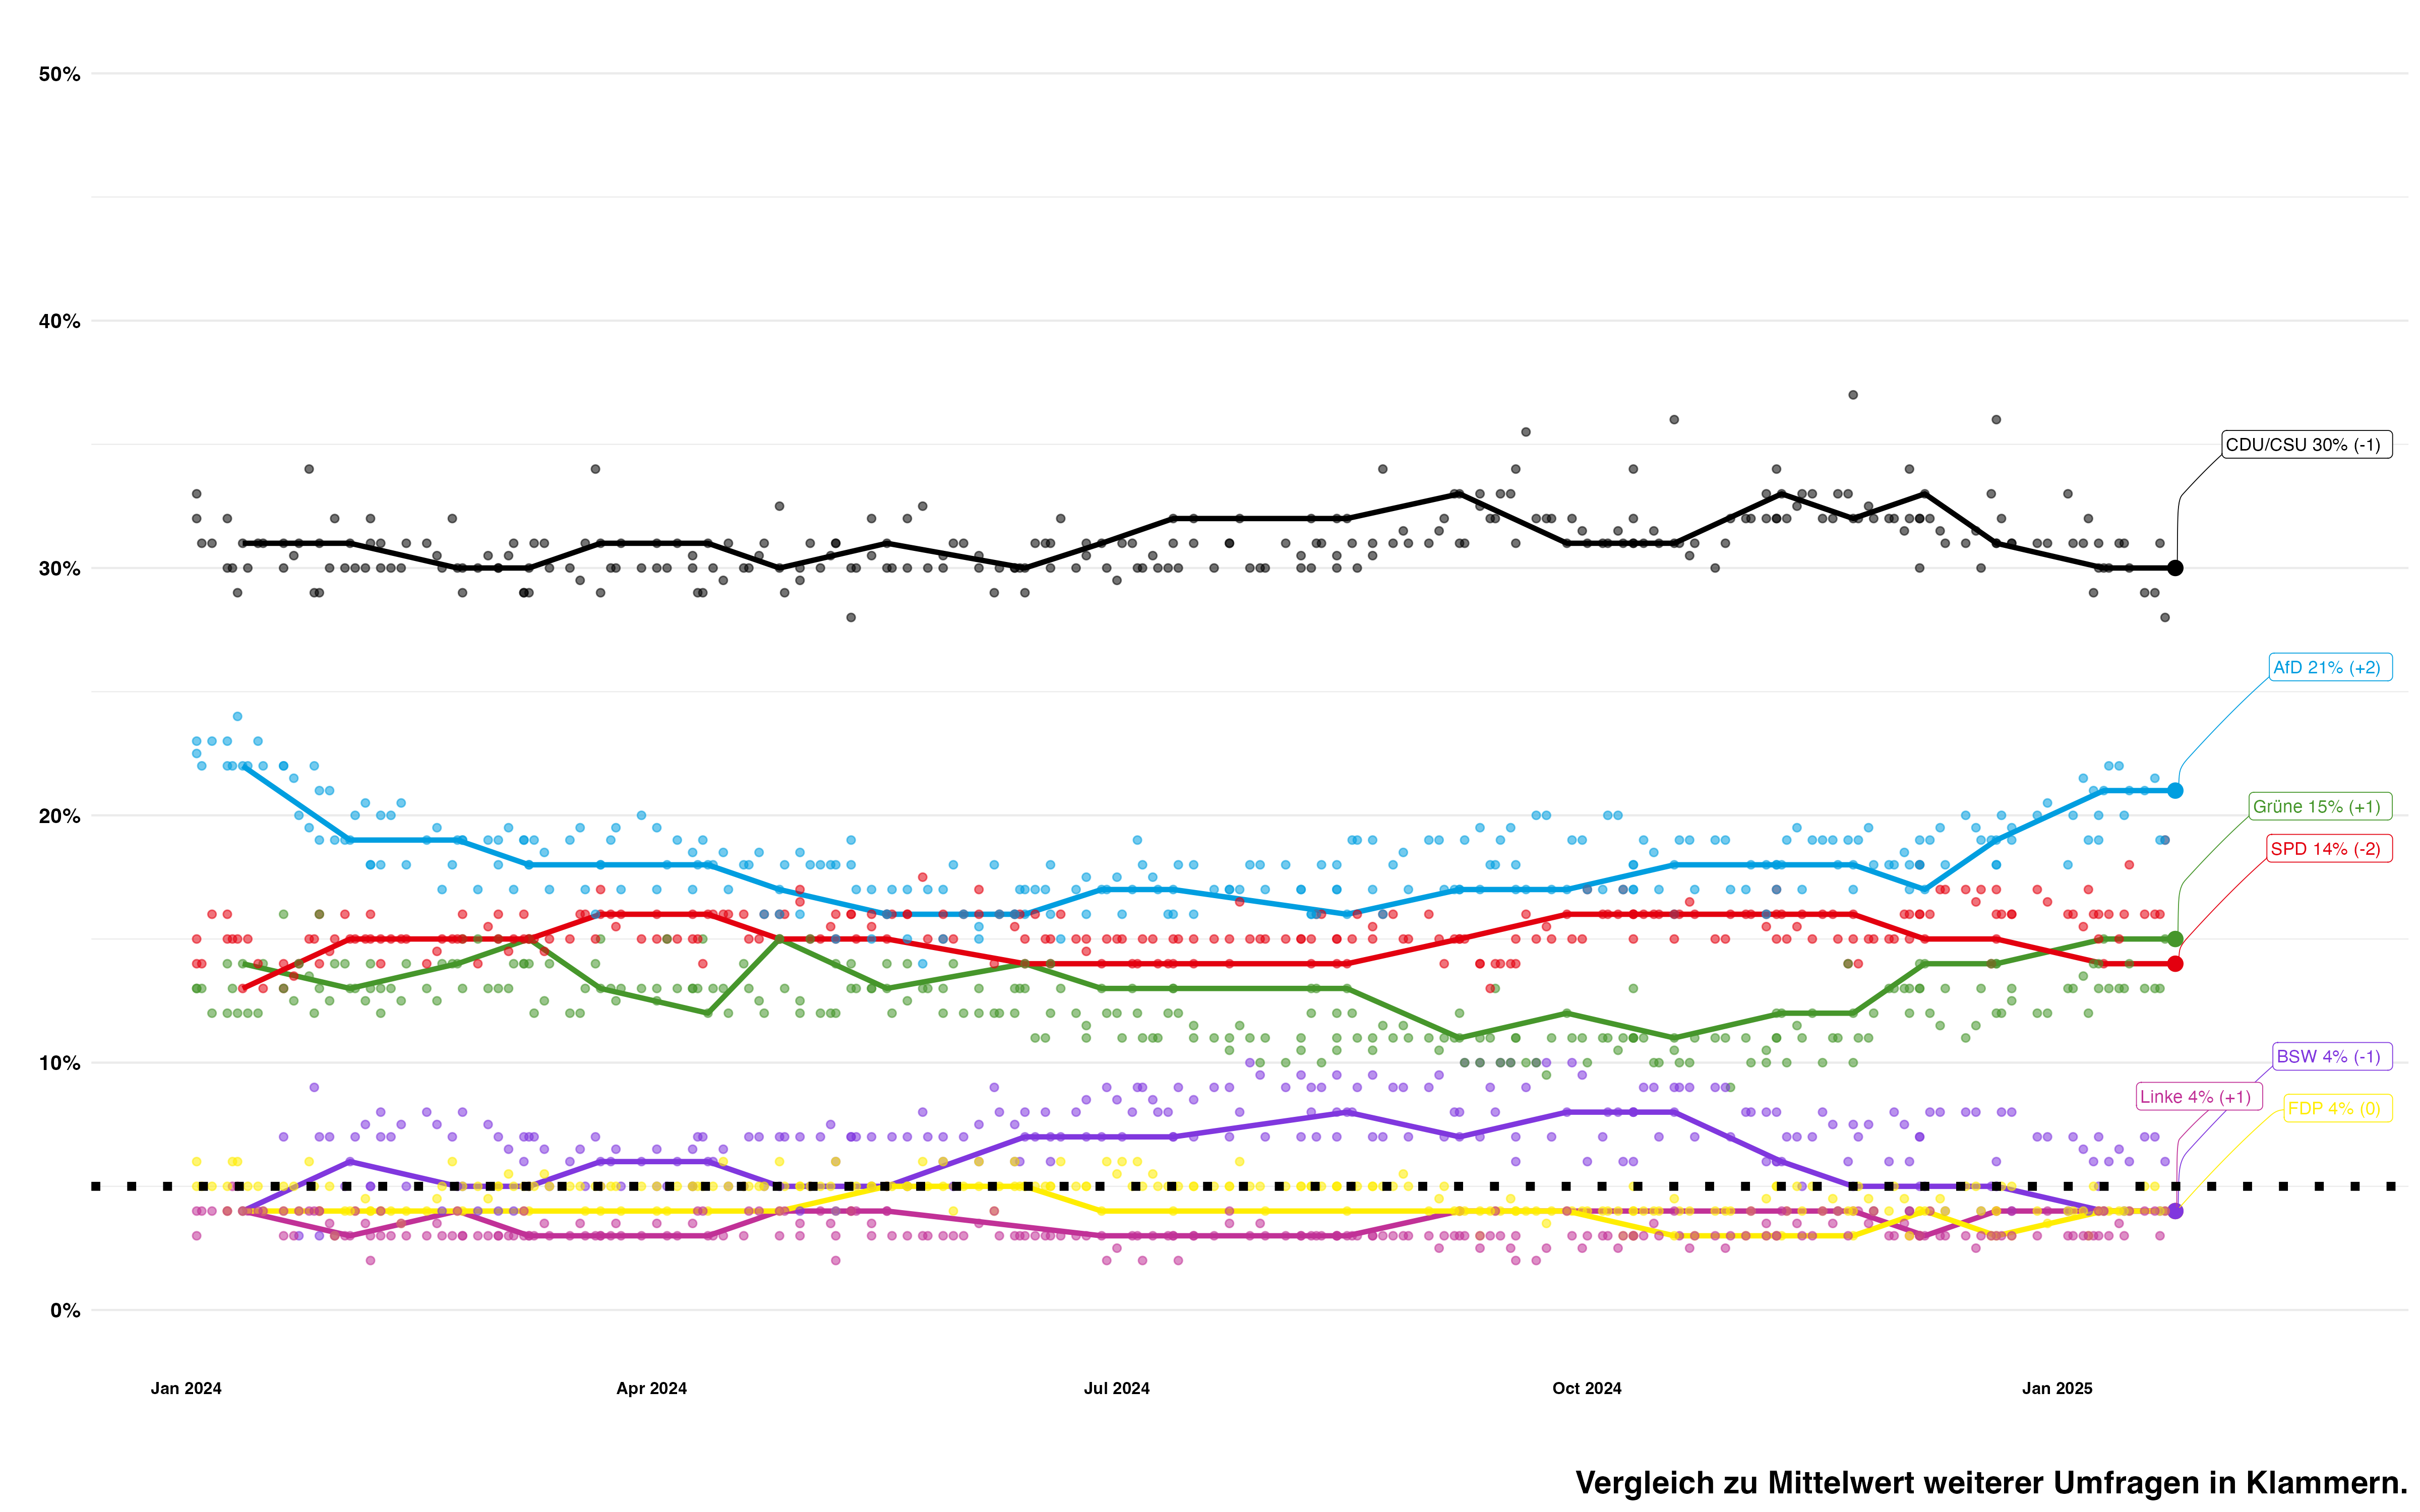 50%
40%
30%
20%
10%
0%
CDU/CSU 30% (-1)
AfD 21% (+2)
Grüne 15% (+1)
SPD 14% (-2)
BSW 4% (-1)
Linke 4% (+1)
FDP 4% (0)
Jan 2024
Apr 2024
Jul 2024
Oct 2024
Jan 2025
Vergleich zu Mittelwert weiterer Umfragen in Klammern.